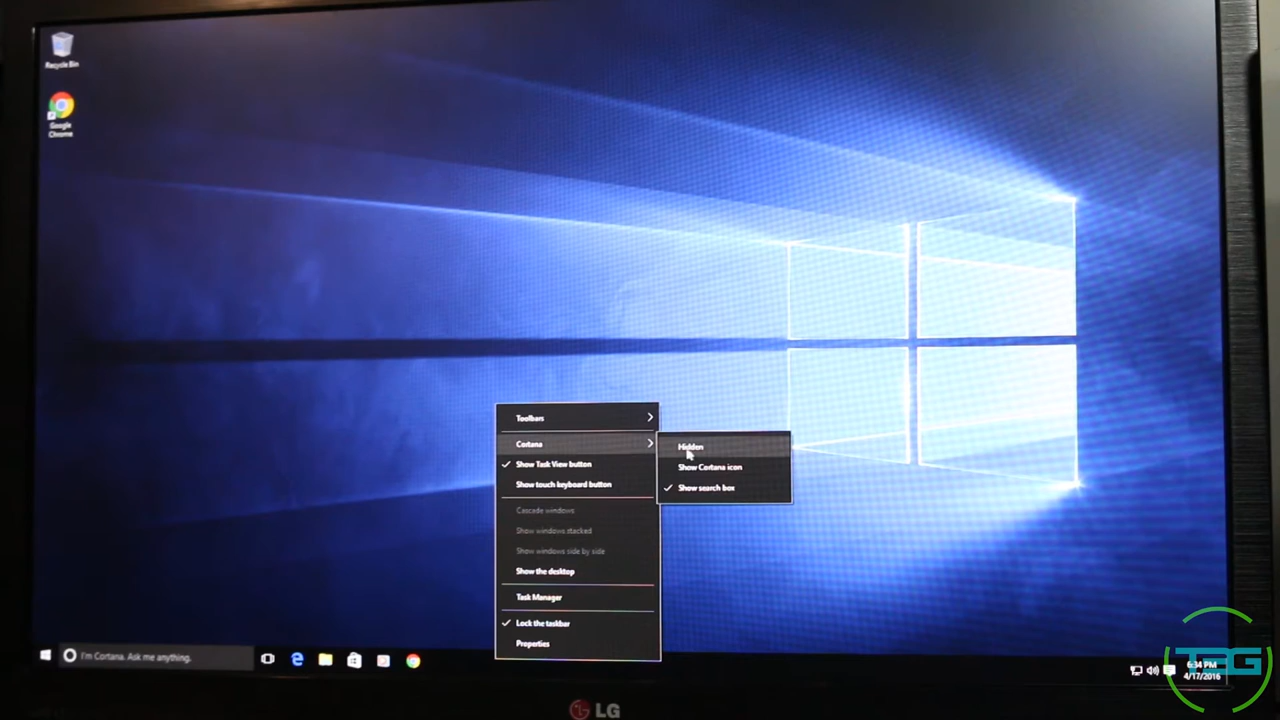 Recycle Bin
Google
Chrome
Toolbars
Cortana
Show Task View button
Show touch keyboard button
Cascade windows
Show windows stacked
Show windows side by side
Show the desktop
Task Manager
Lock the taskbar
Properties
Hidden
Show Cortana icon
Show search box
I'm Cortana. Ask me anything.
6:34 PM
4/17/2016
LG